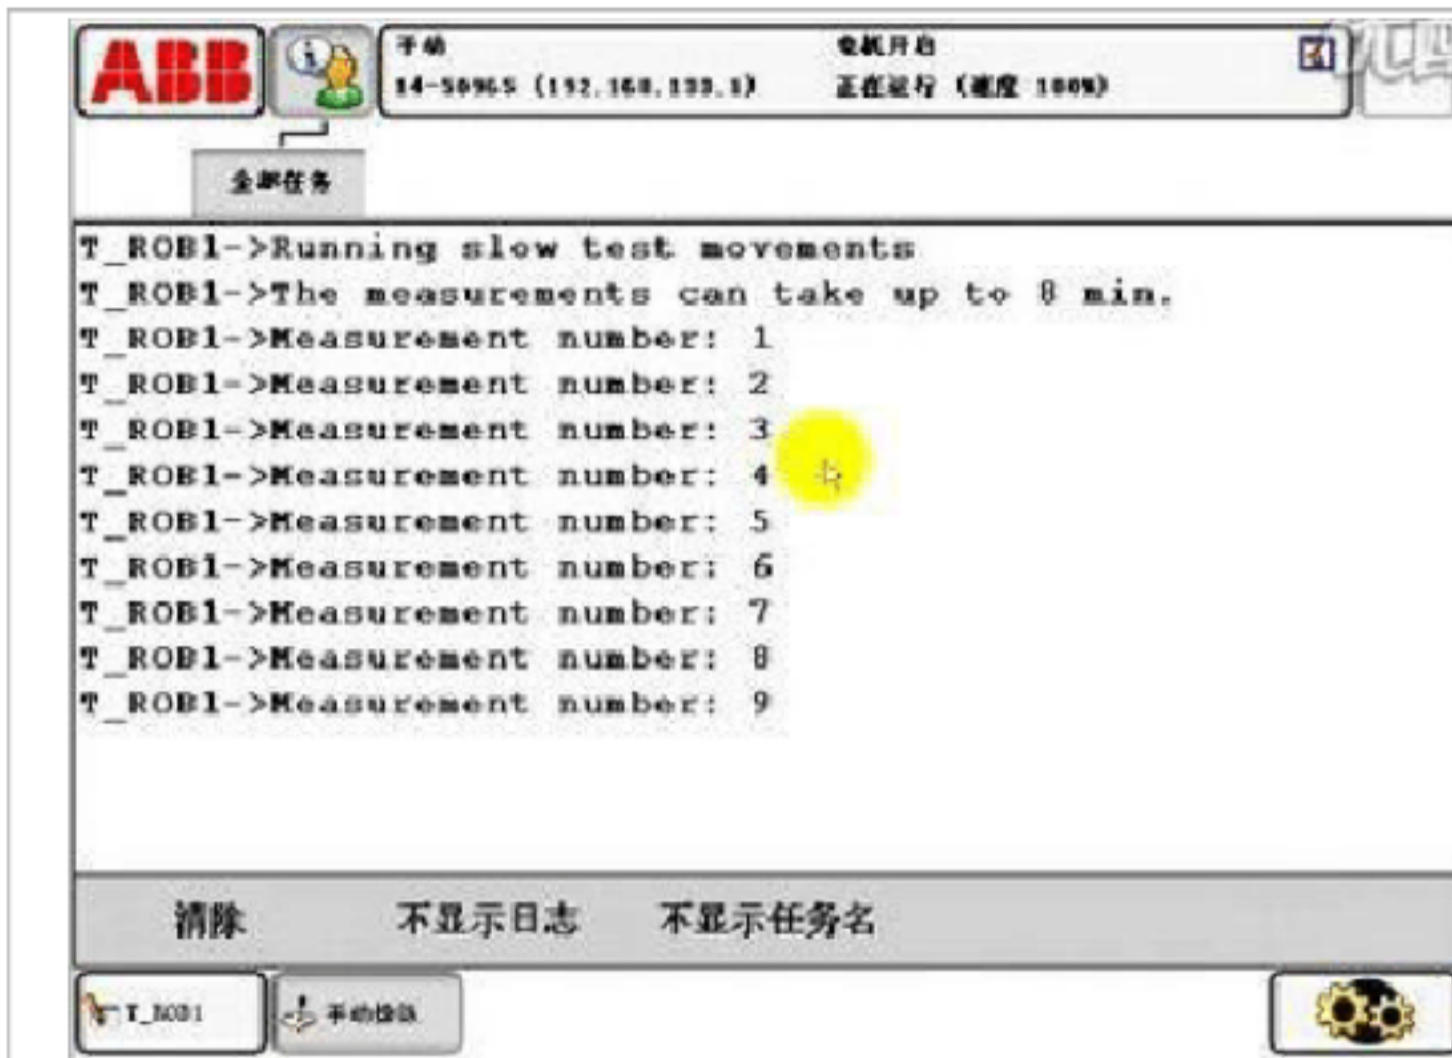 ABB
手动
电机开启
14-50965 (192.168.133.1)
正在运行 (速度 100%)
全部任务
T_ROB1->Running slow test movements
T_ROB1->The measurements can take up to 8 min.
T_ROB1->Measurement number: 1
T_ROB1->Measurement number: 2
T_ROB1->Measurement number: 3
T_ROB1->Measurement number: 4
T_ROB1->Measurement number: 5
T_ROB1->Measurement number: 6
T_ROB1->Measurement number: 7
T_ROB1->Measurement number: 8
T_ROB1->Measurement number: 9
清除
不显示日志
不显示任务名
T_ROB1
手动操纵